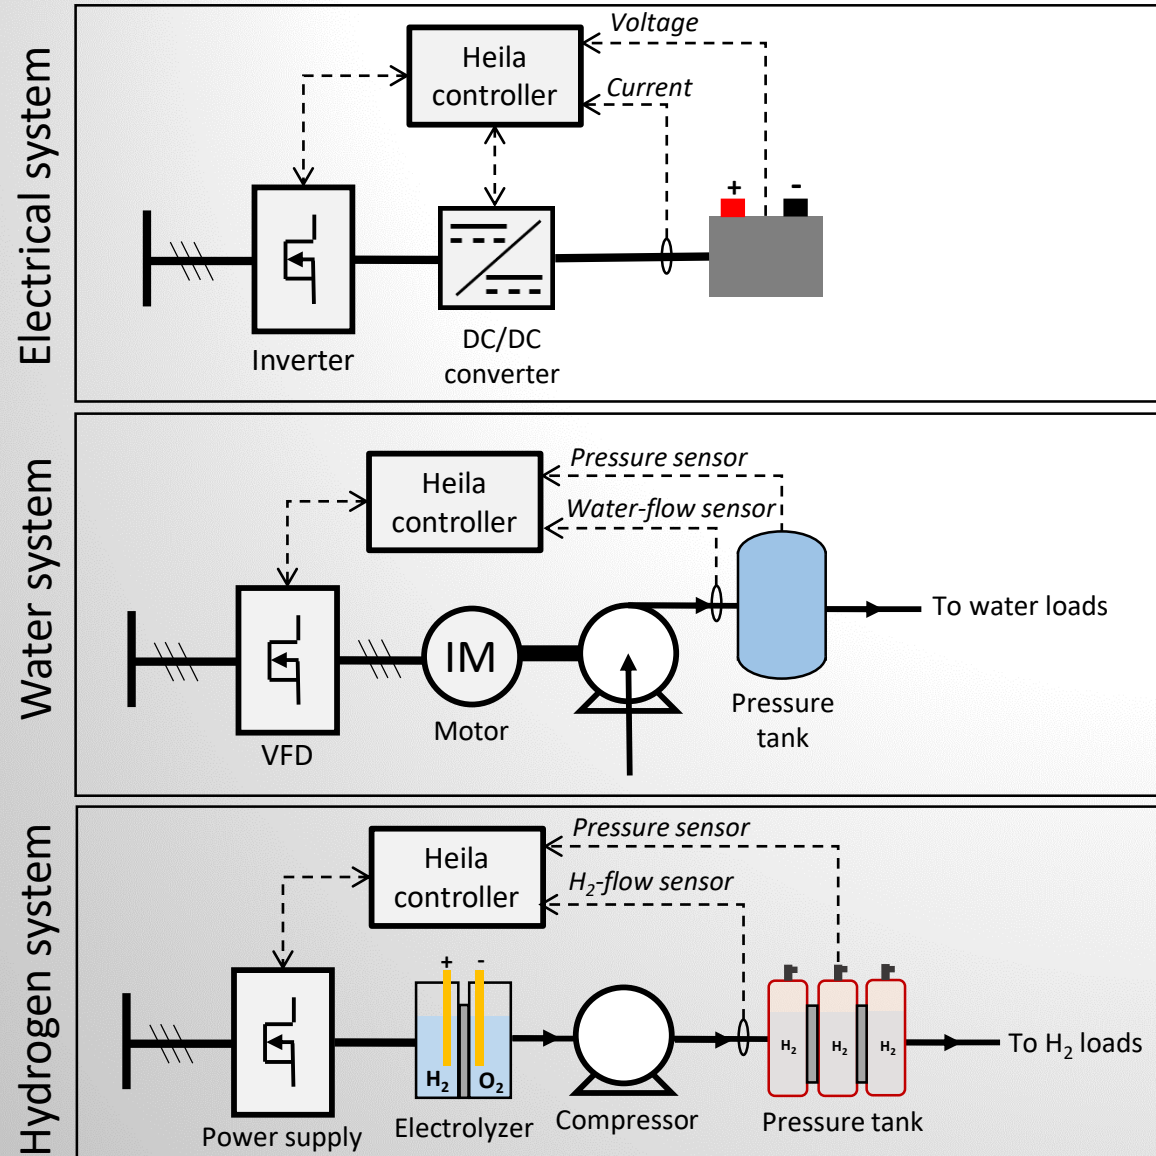 Electrical system
Heila
controller
Voltage
Current
+
-
Inverter
DC/DC
converter
Water system
Heila
controller
Pressure sensor
Water-flow sensor
To water loads
IM
Motor
VFD
Pressure
tank
Hydrogen system
Heila
controller
Pressure sensor
H₂-flow sensor
+
-
H₂
O₂
H₂
H₂
H₂
To H₂ loads
Power supply
Electrolyzer
Compressor
Pressure tank